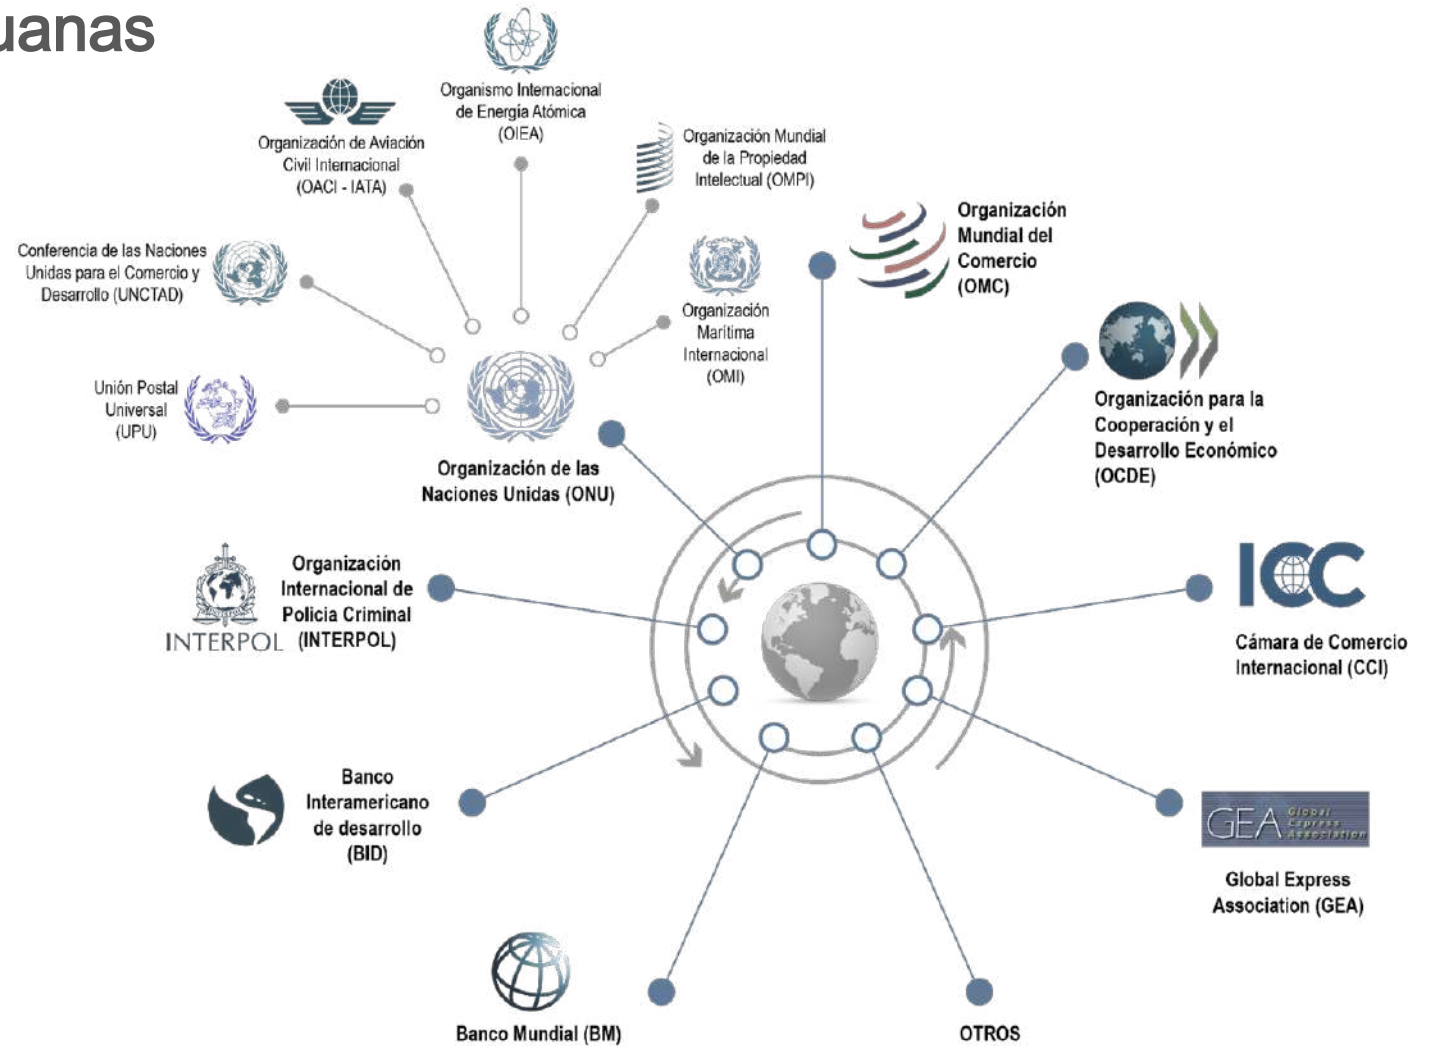 uanas
Organismo Internacional
de Energía Atómica
(OIEA)
Organización de Aviación
Civil Internacional
(OACI - IATA)
Organización Mundial
de la Propiedad
Intelectual (OMPI)
Conferencia de las Naciones
Unidas para el Comercio y
Desarrollo (UNCTAD)
Organización
Marítima
Internacional
(OMI)
Unión Postal
Universal
(UPU)
Organización de las
Naciones Unidas (ONU)
Organización
Mundial del
Comercio
(OMC)
Organización para la
Cooperación y el
Desarrollo Económico
(OCDE)
ICC
Cámara de Comercio
Internacional (CCI)
GEA
Global
Express
Association
Global Express
Association (GEA)
OTROS
Banco Mundial (BM)
Banco
Interamericano
de desarrollo
(BID)
INTERPOL
Organización
Internacional de
Policia Criminal
(INTERPOL)